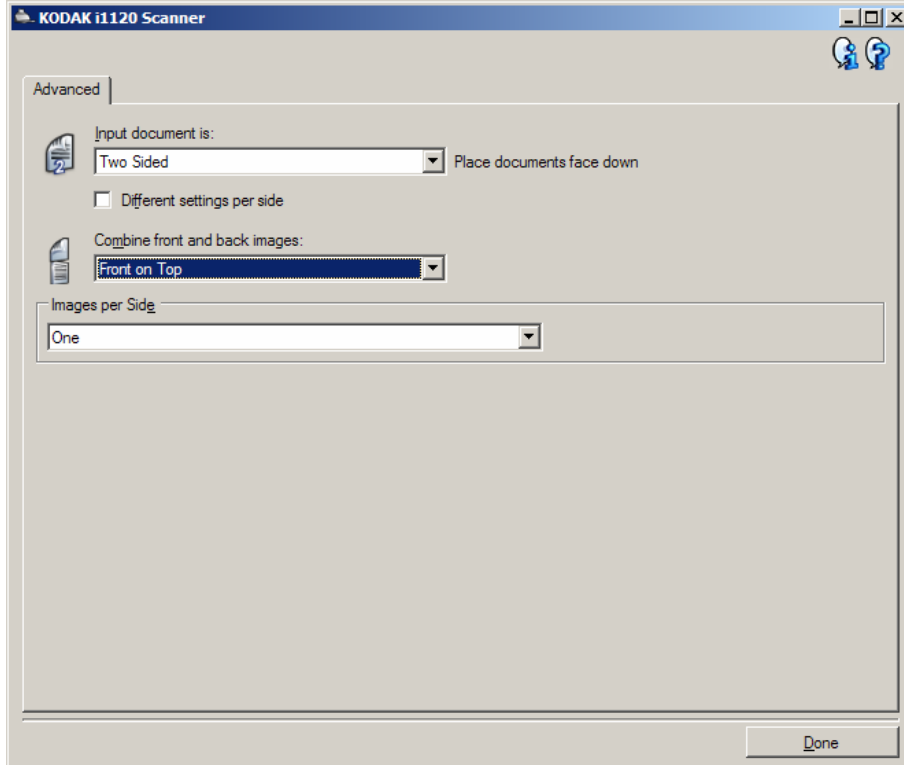 KODAK i1120 Scanner
Advanced
Input document is:
Two Sided
Place documents face down
Different settings per side
Combine front and back images:
Front on Top
Images per Side
One
Done